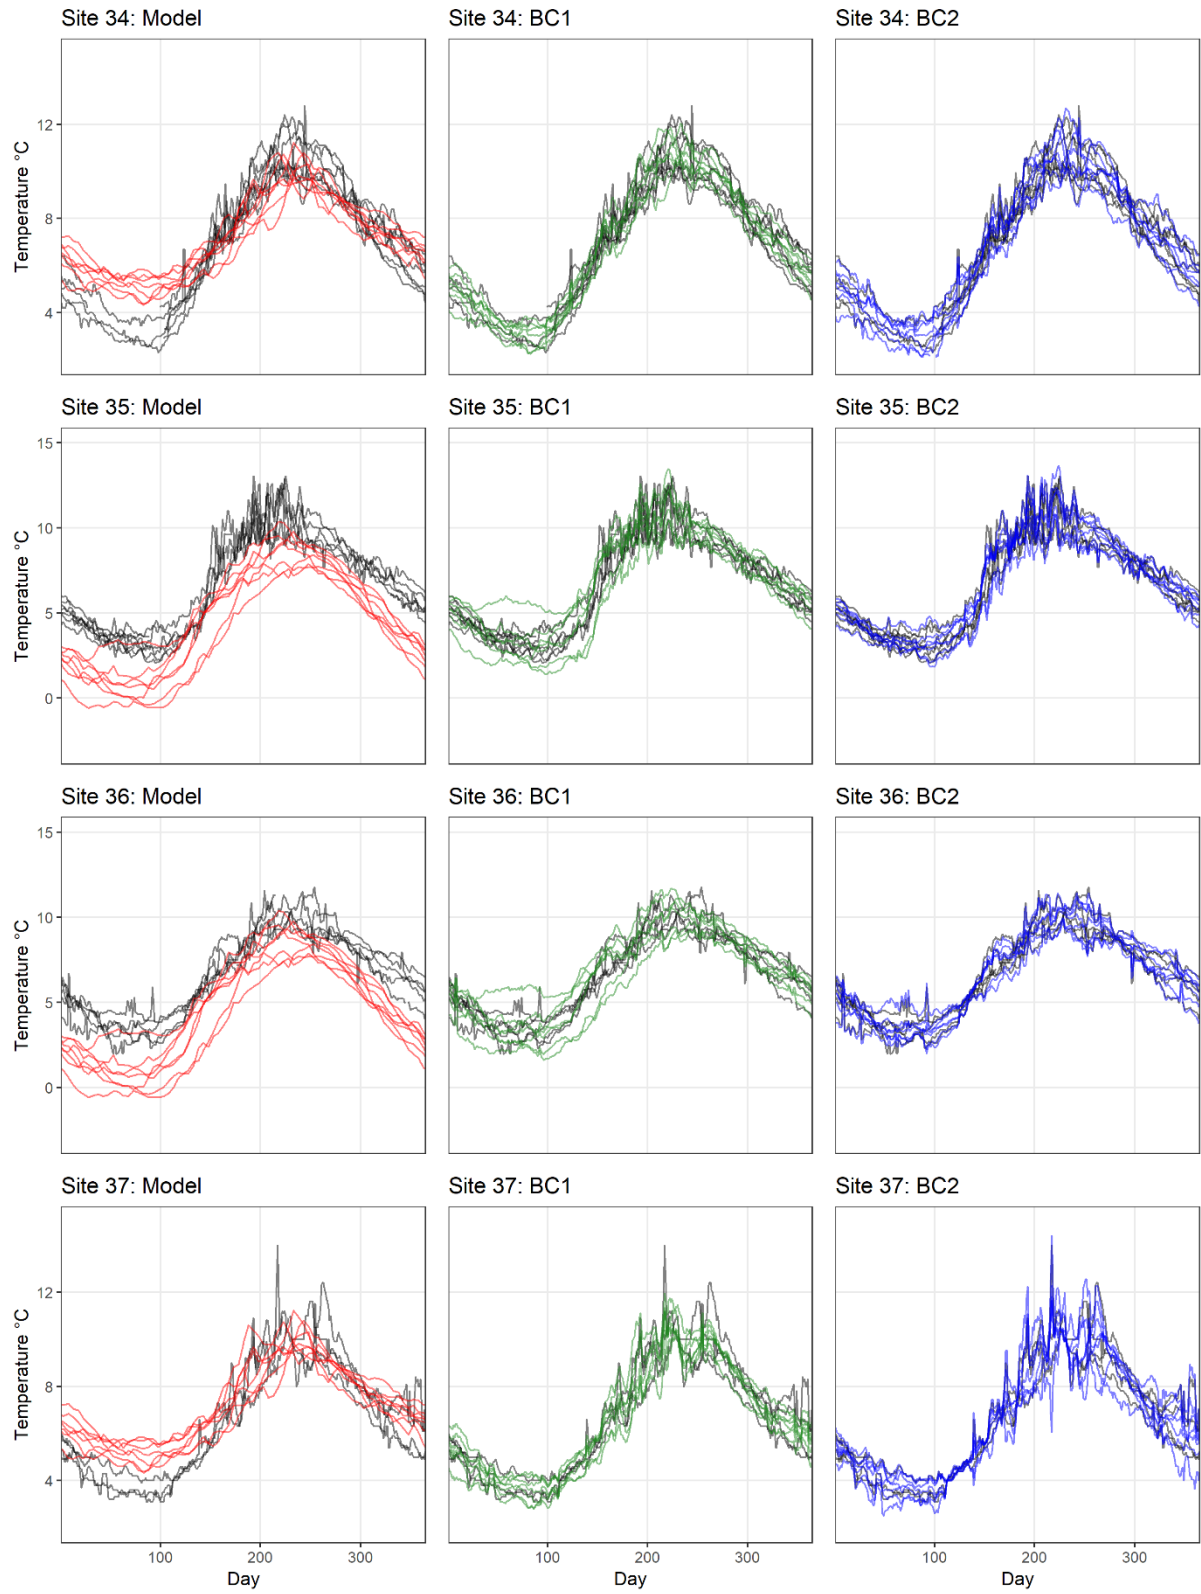 Site 34: Model Site 34: BC1 Site 34: BC2
12
8
4
Temperature °C
Site 35: Model Site 35: BC1 Site 35: BC2
15
10
5
0
Temperature °C
Site 36: Model Site 36: BC1 Site 36: BC2
15
10
5
0
Temperature °C
Site 37: Model Site 37: BC1 Site 37: BC2
12
8
4
Temperature °C
100 200 300 100 200 300 100 200 300
Day Day Day